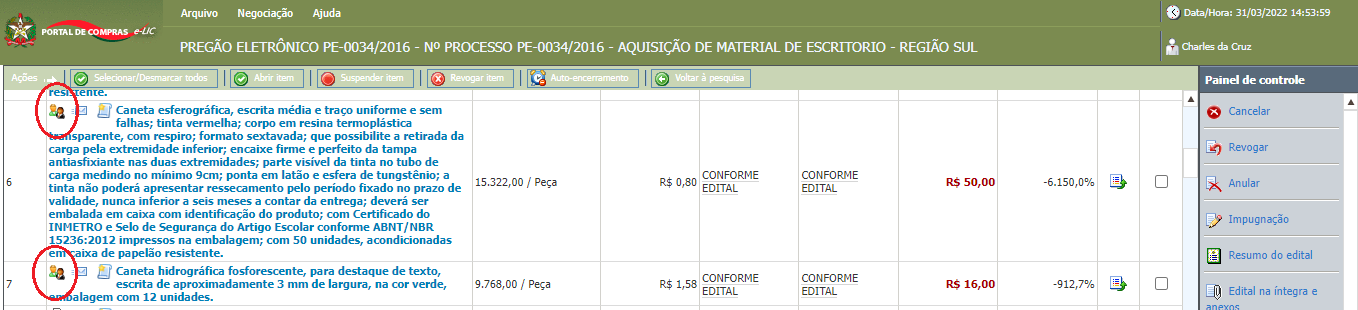 Arquivo Negociação Ajuda
Data/Hora: 31/03/2022 14:53:59
PORTAL DE COMPRAS e-LIC
PREGÃO ELETRÔNICO PE-0034/2016 - Nº PROCESSO PE-0034/2016 - AQUISIÇÃO DE MATERIAL DE ESCRITORIO - REGIÃO SUL
Charles da Cruz
Ações Selecionar/Desmarcar todos Abrir item Suspender item Revogar item Auto-encerramento Voltar à pesquisa
Painel de controle
resistente.
Caneta esferográfica, escrita média e traço uniforme e sem
falhas; tinta vermelha; corpo em resina termoplástica
transparente, com respiro; formato sextavada; que possibilite a retirada da
carga pela extremidade inferior; encaixe firme e perfeito da tampa
antiasfixiante nas duas extremidades; parte visível da tinta no tubo de
carga medindo no mínimo 9cm; ponta em latão e esfera de tungstênio; a
tinta não poderá apresentar ressecamento pelo período fixado no prazo de
validade, nunca inferior a seis meses a contar da entrega; deverá ser
embalada em caixa com identificação do produto; com Certificado do
INMETRO e Selo de Segurança do Artigo Escolar conforme ABNT/NBR
15236:2012 impressos na embalagem; com 50 unidades, acondicionadas
em caixa de papelão resistente.
6
15.322,00 / Peça
R$ 0,80
CONFORME
EDITAL
CONFORME
EDITAL
R$ 50,00
-6.150,0%
7
Caneta hidrográfica fosforescente, para destaque de texto,
escrita de aproximadamente 3 mm de largura, na cor verde,
embalagem com 12 unidades.
9.768,00 / Peça
R$ 1,58
CONFORME
EDITAL
CONFORME
EDITAL
R$ 16,00
-912,7%
Cancelar
Revogar
Anular
Impugnação
Resumo do edital
Edital na íntegra e
anexos